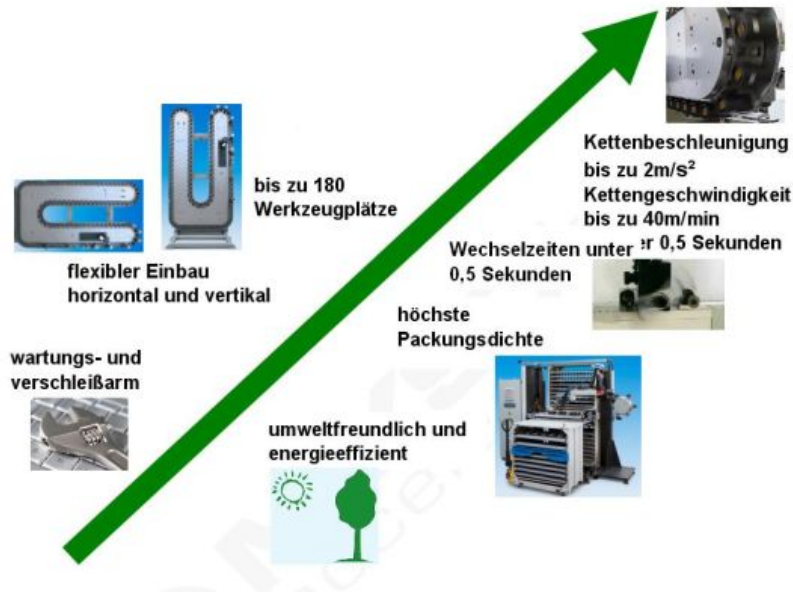 Kettenbeschleunigung
bis zu 2m/s²
Kettengeschwindigkeit
bis zu 40m/min
r 0,5 Sekunden
Wechselzeiten unter
0,5 Sekunden
bis zu 180
Werkzeugplätze
flexibler Einbau
horizontal und vertikal
höchste
Packungsdichte
wartungs- und
verschleißarm
umweltfreundlich und
energieeffizient